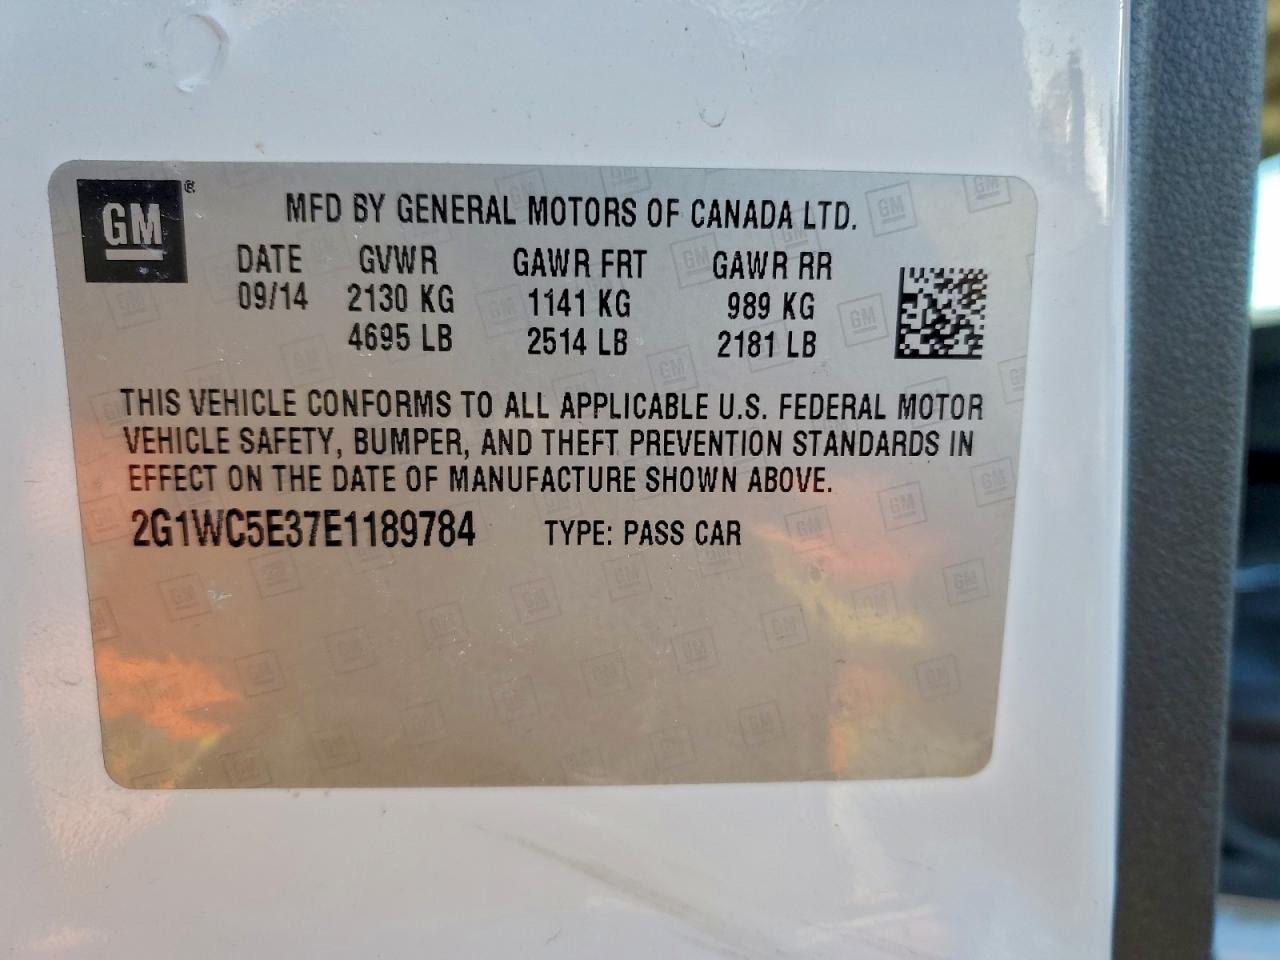 GM ®
MFD BY GENERAL MOTORS OF CANADA LTD.
DATE GVWR GAWR FRT GAWR RR
09/14 2130 KG 1141 KG 989 KG
4695 LB 2514 LB 2181 LB
THIS VEHICLE CONFORMS TO ALL APPLICABLE U.S. FEDERAL MOTOR
VEHICLE SAFETY, BUMPER, AND THEFT PREVENTION STANDARDS IN
EFFECT ON THE DATE OF MANUFACTURE SHOWN ABOVE.
2G1WC5E37E1189784 TYPE: PASS CAR